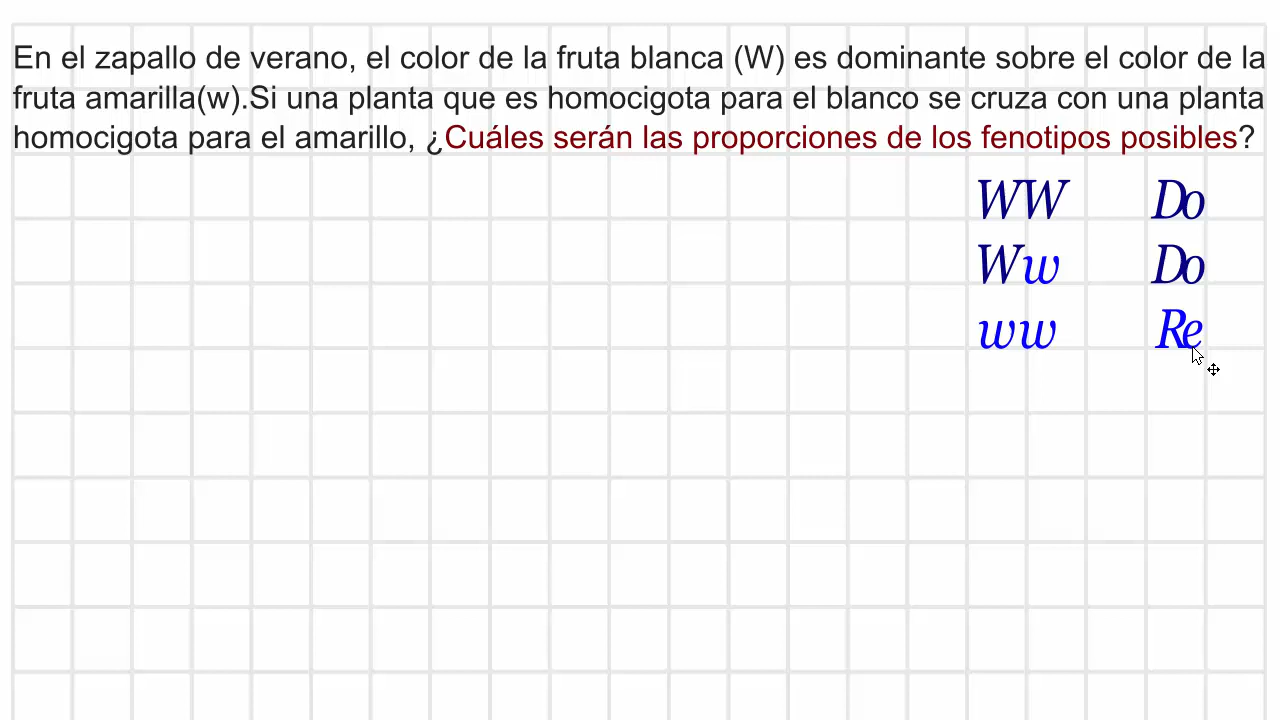 En el zapallo de verano, el color de la fruta blanca (W) es dominante sobre el color de la
fruta amarilla(w).Si una planta que es homocigota para el blanco se cruza con una planta
homocigota para el amarillo, ¿Cuáles serán las proporciones de los fenotipos posibles?
WW Do
Ww Do
ww Re